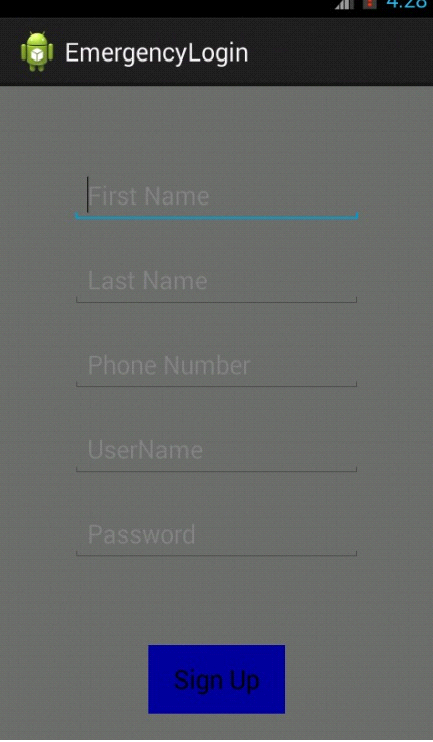 4:28
EmergencyLogin
First Name
Last Name
Phone Number
UserName
Password
Sign Up